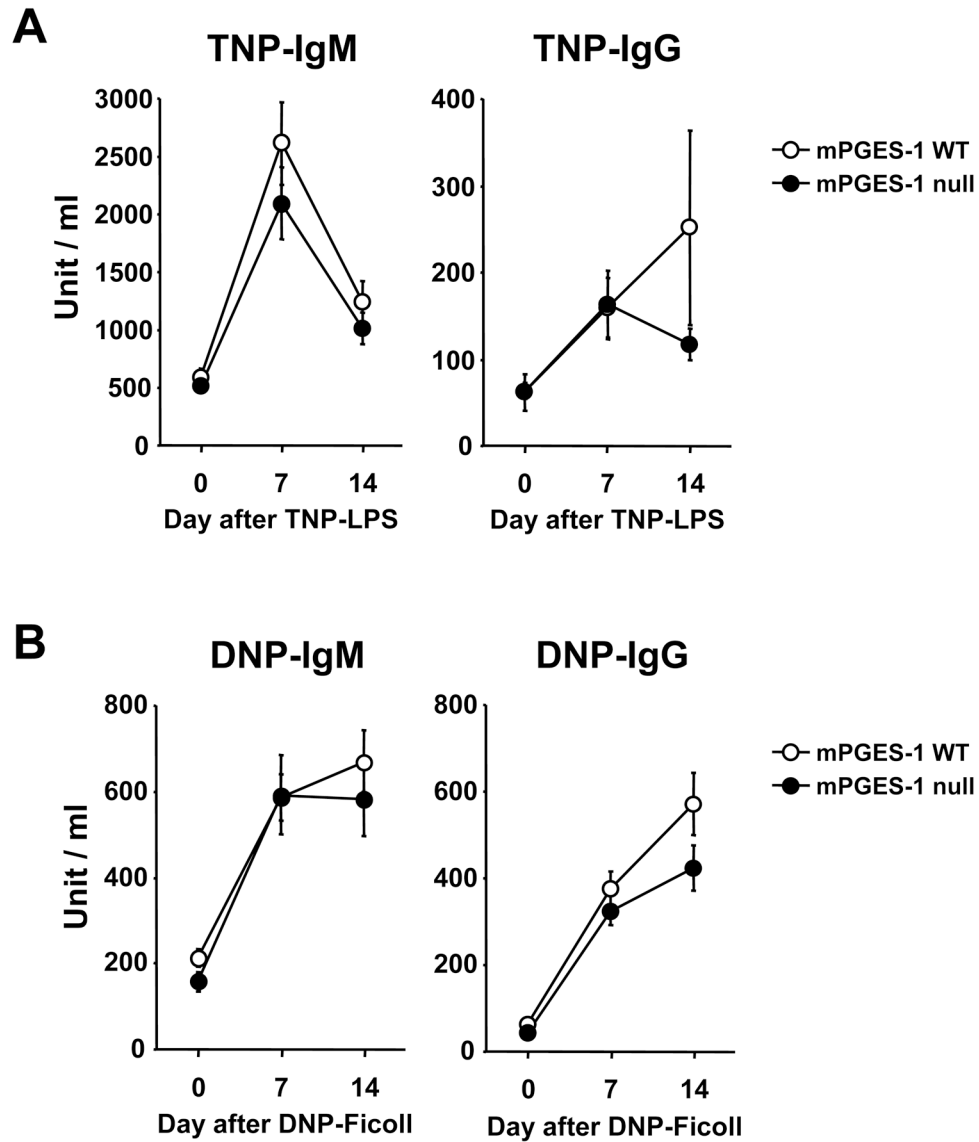 A
TNP-IgM
TNP-IgG
3000
2500
2000
1500
1000
500
0
Unit / ml
0 7 14
Day after TNP-LPS
400
300
200
100
0
0 7 14
Day after TNP-LPS
mPGES-1 WT
mPGES-1 null
B
DNP-IgM
DNP-IgG
800
600
400
200
0
Unit / ml
0 7 14
Day after DNP-Ficoll
800
600
400
200
0
0 7 14
Day after DNP-Ficoll
mPGES-1 WT
mPGES-1 null